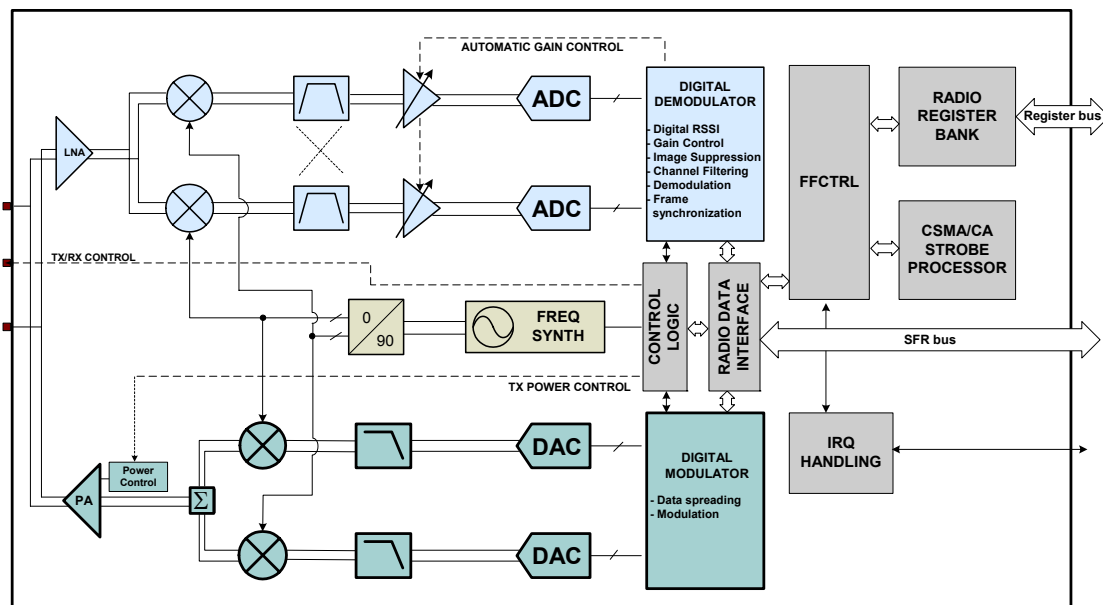 AUTOMATIC GAIN CONTROL
LNA
ADC
ADC
DIGITAL
DEMODULATOR
- Digital RSSI
- Gain Control
- Image Suppression
- Channel Filtering
- Demodulation
- Frame
synchronization
FFCTRL
RADIO
REGISTER
BANK
Register bus
CSMA/CA
STROBE
PROCESSOR
TX/RX CONTROL
0
90
FREQ
SYNTH
CONTROL
LOGIC
RADIO DATA
INTERFACE
SFR bus
TX POWER CONTROL
Power
Control
PA
Σ
DAC
DAC
DIGITAL
MODULATOR
- Data spreading
- Modulation
IRQ
HANDLING